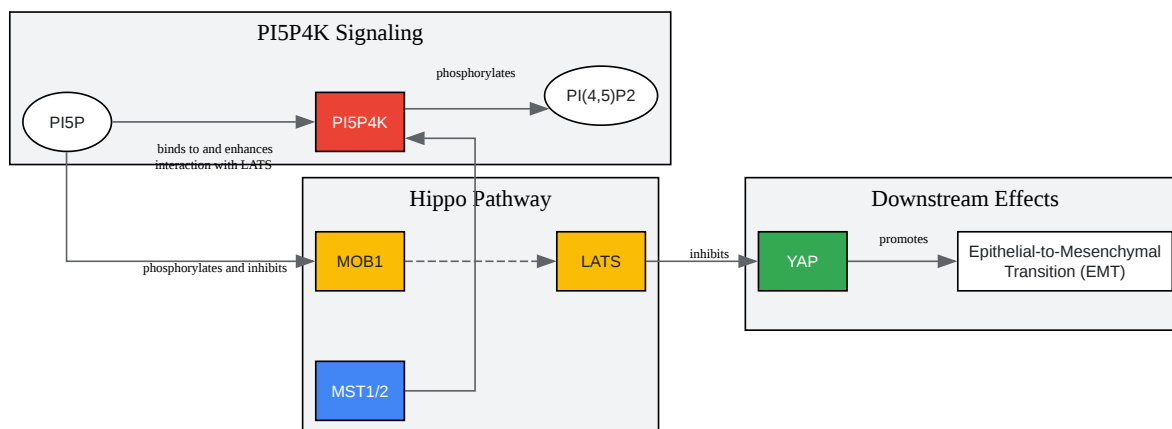 PI5P4K Signaling
phosphorylates
PI(4,5)P2
PI5P
PI5P4K
binds to and enhances
interaction with LATS
Hippo Pathway
Downstream Effects
MOB1
LATS
YAP
phosphorylates and inhibits
inhibits
promotes
Epithelial-to-Mesenchymal
Transition (EMT)
MST1/2